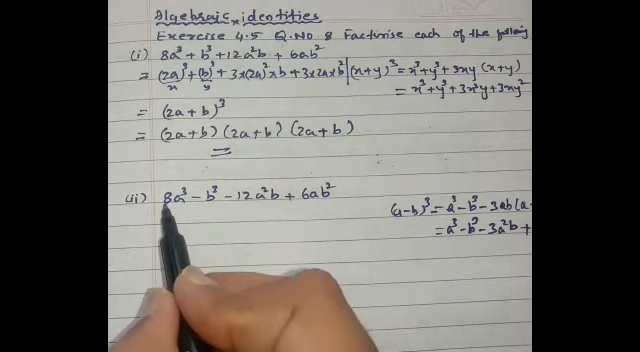 Algebraic identities
Exercise 4.5 Q.No 8 Factorise each of the following
(i) 8a³ + b³ + 12a²b + 6ab²
= (2a)³ + (b)³ + 3×(2a)²×b + 3×2a×b² | (x+y)³ = x³+y³+3xy (x+y)
x y = x³+y³+3x²y+3xy²
= (2a+b)³
= (2a+b) (2a+b) (2a+b)
(ii) 8a³ - b³ - 12a²b + 6ab²
(a-b)³ = a³-b³-3ab(a
= a³-b³-3a²b+